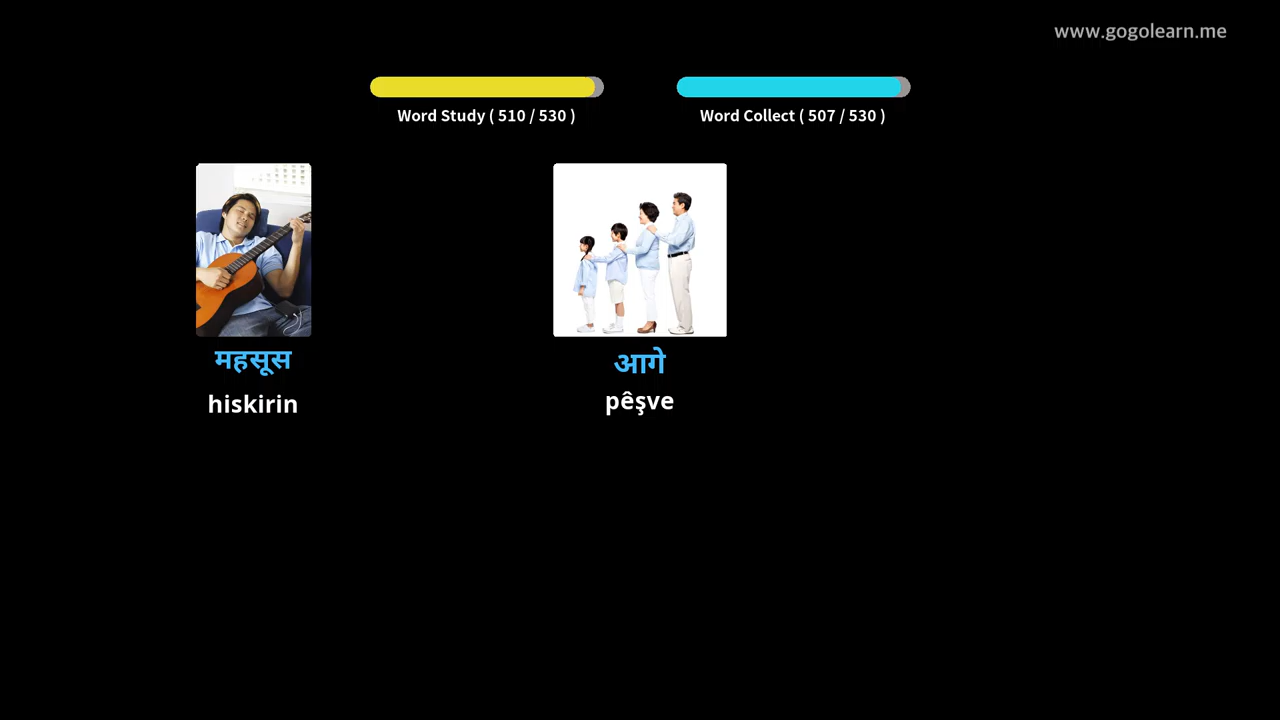 www.gogolearn.me
Word Study ( 510 / 530 )
Word Collect ( 507 / 530 )
महसूस
hiskirin
आगे
pêşve